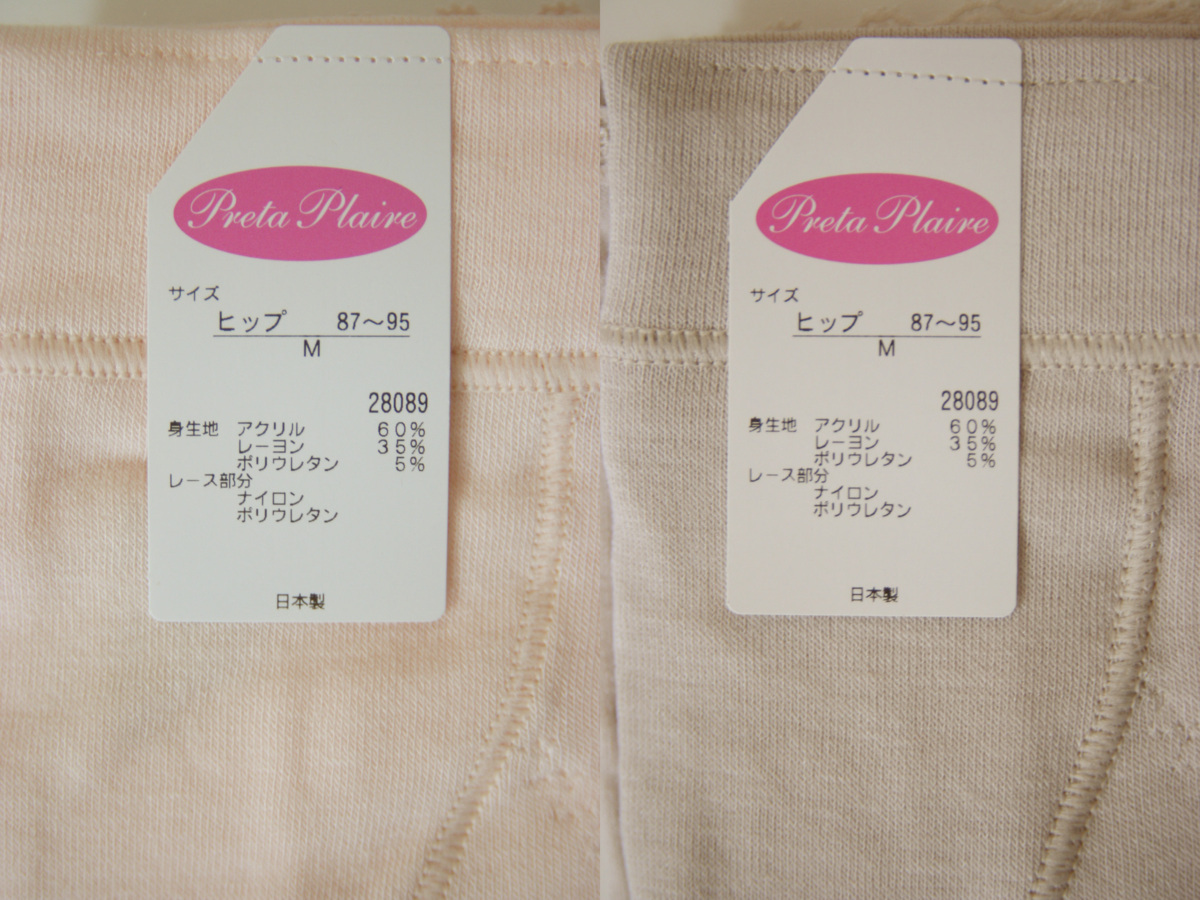 Preta Plaire
サイズ
ヒップ 87～95
M
28089
身生地 アクリル 60%
レーヨン 35%
ポリウレタン 5%
レース部分
ナイロン
ポリウレタン
日本製
Preta Plaire
サイズ
ヒップ 87～95
M
28089
身生地 アクリル 60%
レーヨン 35%
ポリウレタン 5%
レース部分
ナイロン
ポリウレタン
日本製